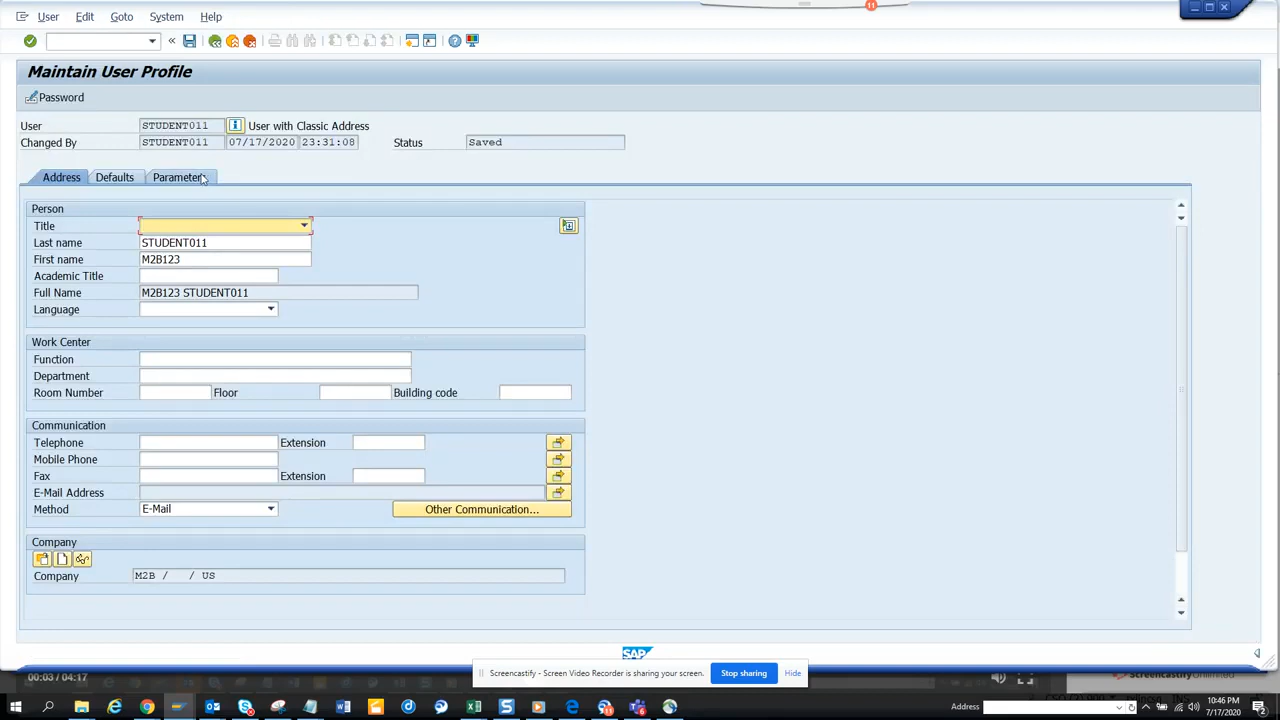 11
User Edit Goto System Help
Maintain User Profile
Password
User STUDENT011 User with Classic Address
Changed By STUDENT011 07/17/2020 23:31:08 Status Saved
Address Defaults Parameters
Person
Title
Last name STUDENT011
First name M2B123
Academic Title
Full Name M2B123 STUDENT011
Language
Work Center
Function
Department
Room Number Floor Building code
Communication
Telephone Extension
Mobile Phone
Fax Extension
E-Mail Address
Method E-Mail Other Communication...
Company
Company M2B / / US
SAP
Screencastify - Screen Video Recorder is sharing your screen. Stop sharing Hide
00:03 / 04:17
11 6 Address 10:46 PM
7/17/2020 2